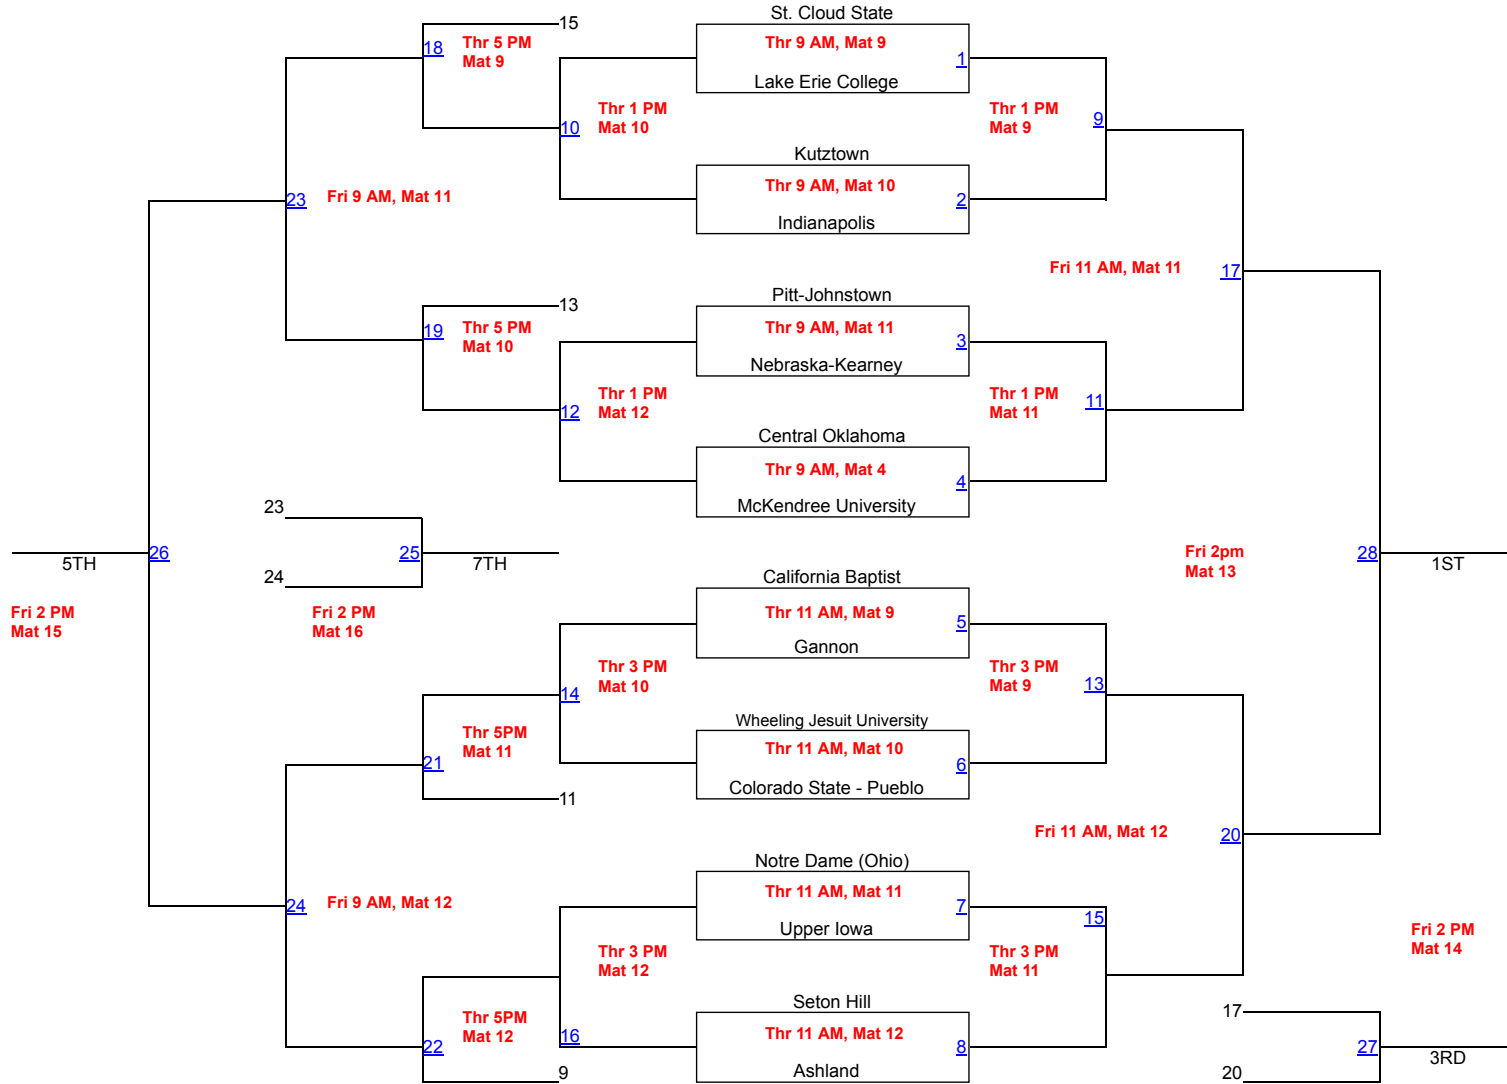 St. Cloud State
15
18
Thr 5 PM
Mat 9
Thr 9 AM, Mat 9
1
Lake Erie College
10
Thr 1 PM
Mat 10
Thr 1 PM
Mat 9
9
Kutztown
Thr 9 AM, Mat 10
2
Indianapolis
23
Fri 9 AM, Mat 11
Fri 11 AM, Mat 11
17
13
19
Thr 5 PM
Mat 10
Pitt-Johnstown
Thr 9 AM, Mat 11
3
Nebraska-Kearney
12
Thr 1 PM
Mat 12
Thr 1 PM
Mat 11
11
Central Oklahoma
Thr 9 AM, Mat 4
4
McKendree University
23
24
25
7TH
Fri 2 PM
Mat 16
26
5TH
Fri 2 PM
Mat 15
Fri 2pm
Mat 13
28
1ST
California Baptist
Thr 11 AM, Mat 9
5
Gannon
14
Thr 3 PM
Mat 10
Thr 3 PM
Mat 9
13
Wheeling Jesuit University
Thr 11 AM, Mat 10
6
Colorado State - Pueblo
21
Thr 5PM
Mat 11
11
Fri 11 AM, Mat 12
20
24
Fri 9 AM, Mat 12
Notre Dame (Ohio)
Thr 11 AM, Mat 11
7
Upper Iowa
16
Thr 3 PM
Mat 12
Thr 3 PM
Mat 11
15
Seton Hill
Thr 11 AM, Mat 12
8
Ashland
22
Thr 5PM
Mat 12
9
Fri 2 PM
Mat 14
17
20
27
3RD